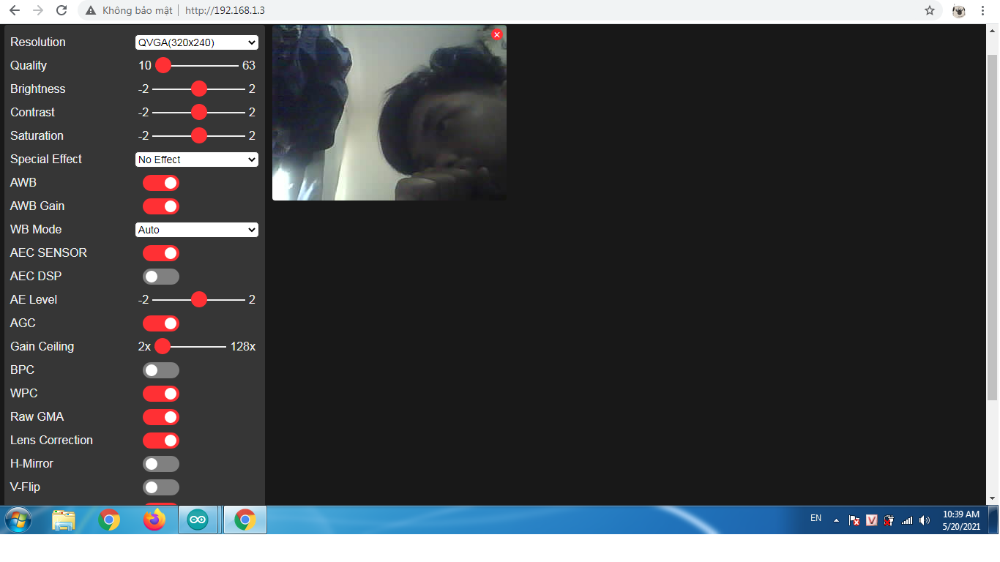 Không bảo mật | http://192.168.1.3
Resolution QVGA(320x240)
Quality 10 63
Brightness -2 2
Contrast -2 2
Saturation -2 2
Special Effect No Effect
AWB
AWB Gain
WB Mode Auto
AEC SENSOR
AEC DSP
AE Level -2 2
AGC
Gain Ceiling 2x 128x
BPC
WPC
Raw GMA
Lens Correction
H-Mirror
V-Flip
EN V 10:39 AM
5/20/2021